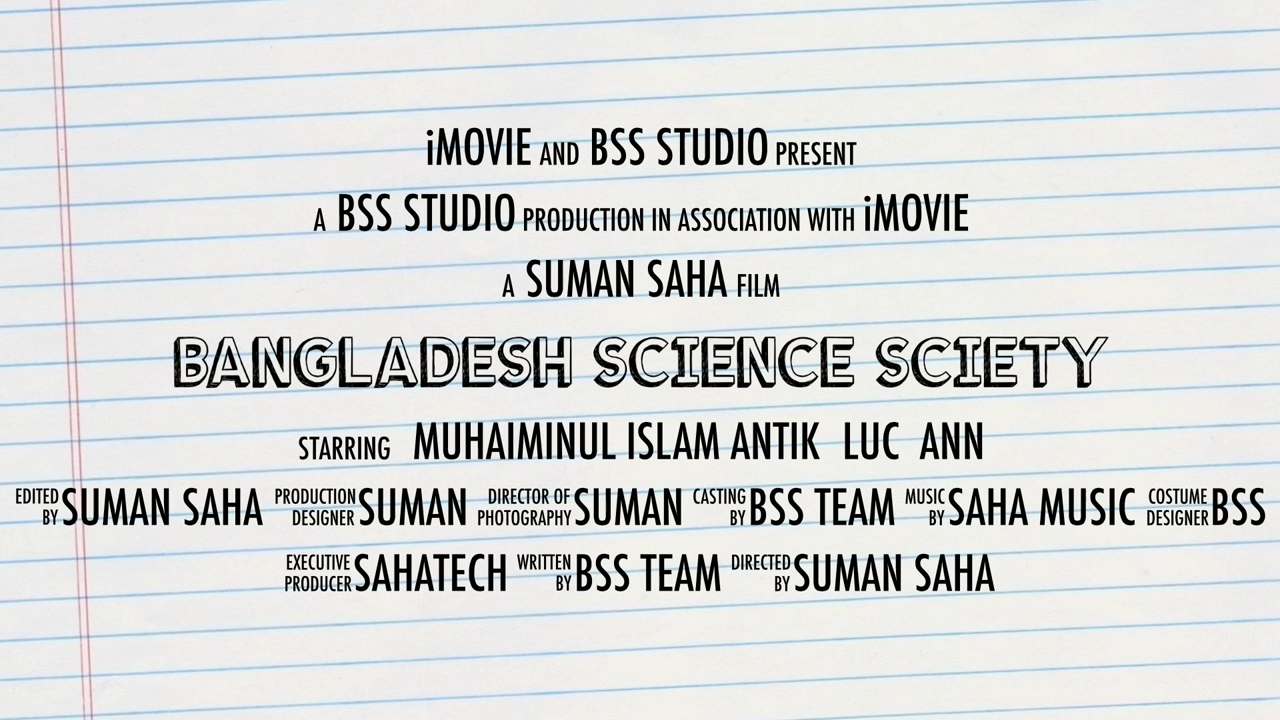 iMOVIE AND BSS STUDIO PRESENT
A BSS STUDIO PRODUCTION IN ASSOCIATION WITH iMOVIE
A SUMAN SAHA FILM
BANGLADESH SCIENCE SCIETY
STARRING MUHAIMINUL ISLAM ANTIK LUC ANN
EDITED BY SUMAN SAHA PRODUCTION DESIGNER SUMAN DIRECTOR OF PHOTOGRAPHY SUMAN CASTING BY BSS TEAM MUSIC BY SAHA MUSIC COSTUME DESIGNER BSS
EXECUTIVE PRODUCER SAHATECH WRITTEN BY BSS TEAM DIRECTED BY SUMAN SAHA